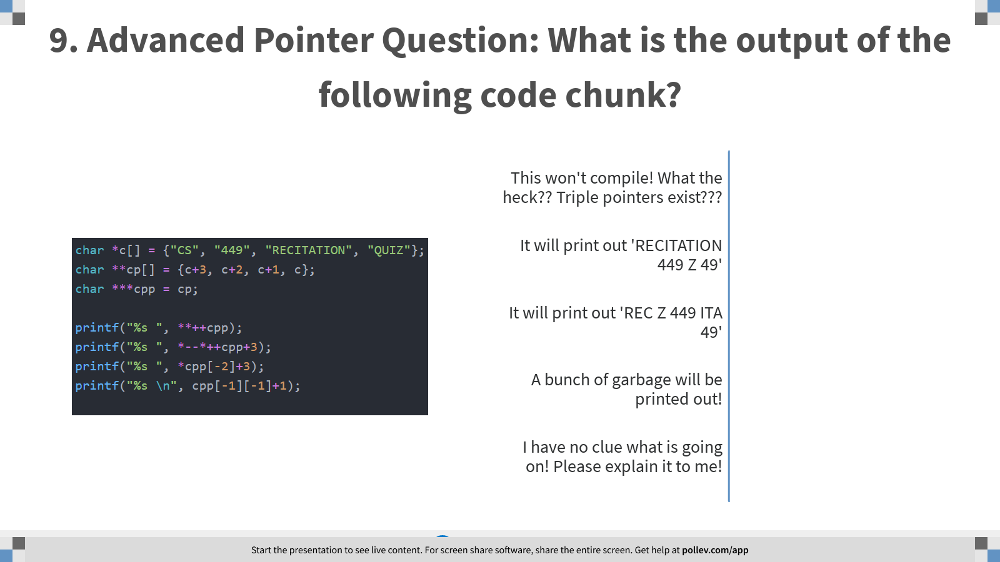 9. Advanced Pointer Question: What is the output of the
following code chunk?
char *c[] = {"CS", "449", "RECITATION", "QUIZ"};
char **cp[] = {c+3, c+2, c+1, c};
char ***cpp = cp;
printf("%s ", **++cpp);
printf("%s ", *--*++cpp+3);
printf("%s ", *cpp[-2]+3);
printf("%s \n", cpp[-1][-1]+1);
This won't compile! What the
heck?? Triple pointers exist???
It will print out 'RECITATION
449 Z 49'
It will print out 'REC Z 449 ITA
49'
A bunch of garbage will be
printed out!
I have no clue what is going
on! Please explain it to me!
Start the presentation to see live content. For screen share software, share the entire screen. Get help at pollev.com/app